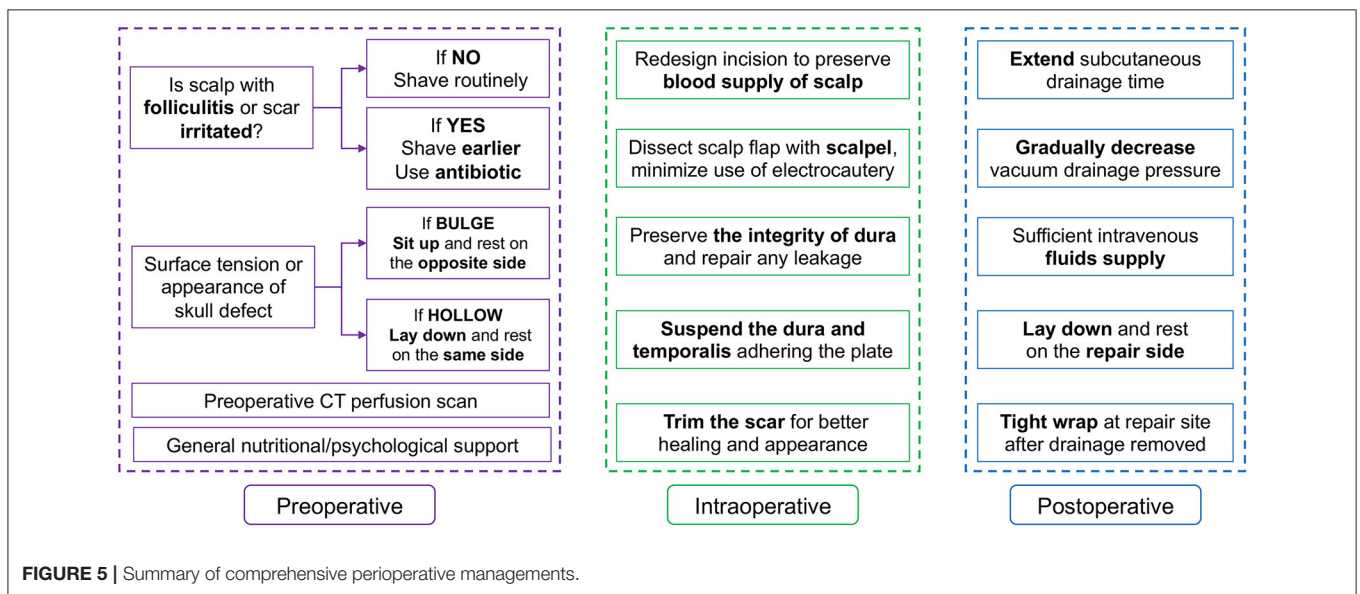 Is scalp with
folliculitis or scar
irritated?
If NO
Shave routinely
If YES
Shave earlier
Use antibiotic
Surface tension or
appearance of
skull defect
If BULGE
Sit up and rest on
the opposite side
If HOLLOW
Lay down and rest
on the same side
Preoperative CT perfusion scan
General nutritional/psychological support
Preoperative
Redesign incision to preserve
blood supply of scalp
Dissect scalp flap with scalpel,
minimize use of electrocautery
Preserve the integrity of dura
and repair any leakage
Suspend the dura and
temporalis adhering the plate
Trim the scar for better
healing and appearance
Intraoperative
Extend subcutaneous
drainage time
Gradually decrease
vacuum drainage pressure
Sufficient intravenous
fluids supply
Lay down and rest
on the repair side
Tight wrap at repair site
after drainage removed
Postoperative
FIGURE 5 | Summary of comprehensive perioperative managements.